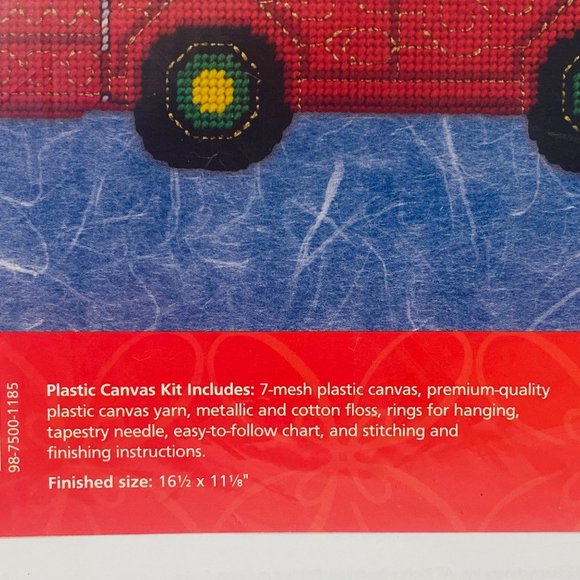 98-7500-1185
Plastic Canvas Kit Includes: 7-mesh plastic canvas, premium-quality
plastic canvas yarn, metallic and cotton floss, rings for hanging,
tapestry needle, easy-to-follow chart, and stitching and
finishing instructions.
Finished size: 16½ x 11⅛"